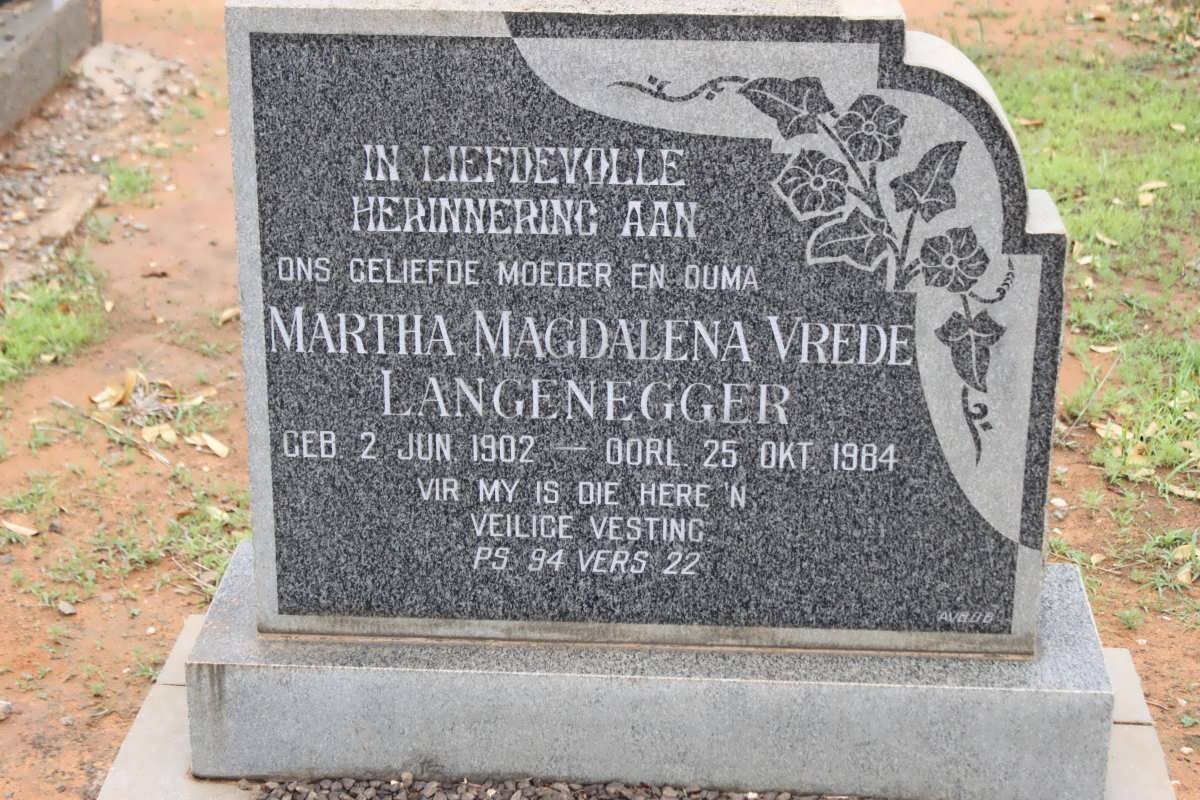 IN LIEFDEVOLLE
HERINNERING AAN
ONS GELIEFDE MOEDER EN OUMA
MARTHA MAGDALENA VREDE
LANGENEGGER
GEB 2 JUN 1902 — OORL 25 OKT 1984
VIR MY IS DIE HERE 'N
VEILIGE VESTING
PS 94 VERS 22
AVBOB